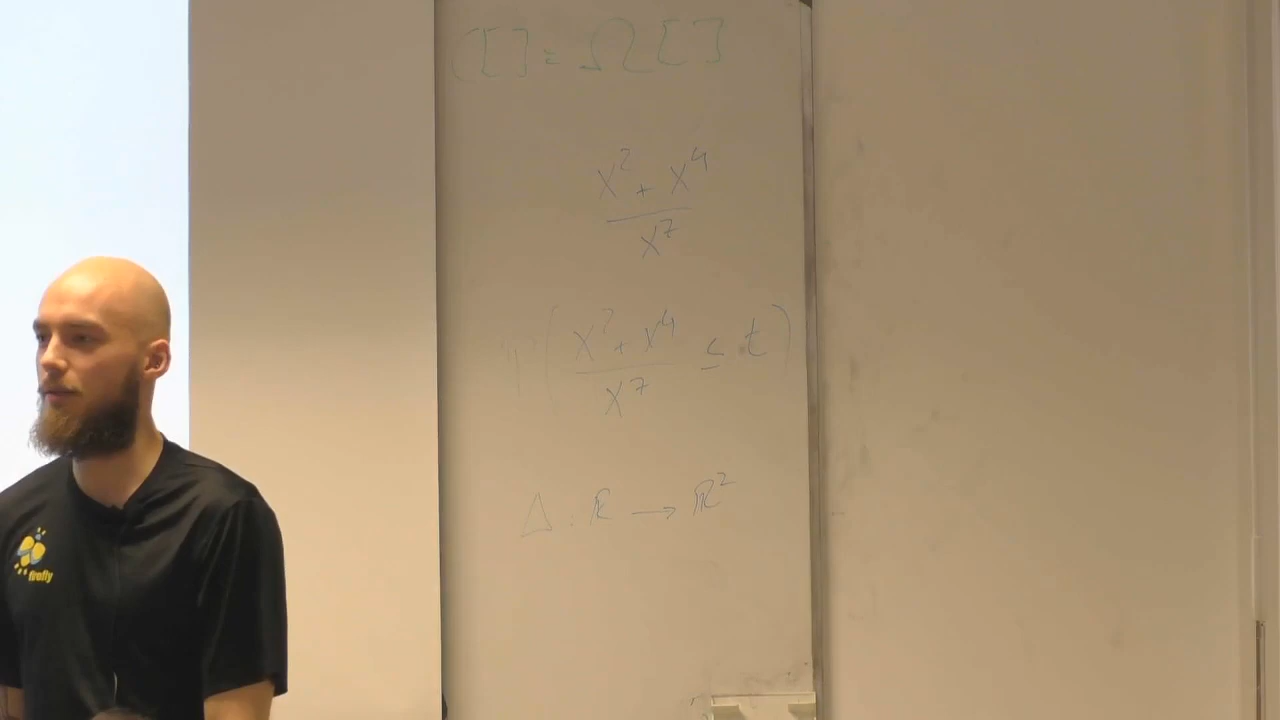 C[] = Ω[]
x² + x⁴
x⁷
P( x² + x⁴ / x⁷ ≤ t )
Δ : ℝ → ℝ²
firefly